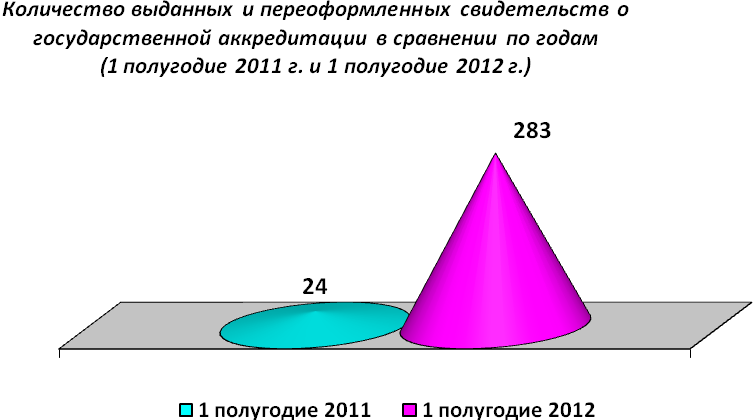 Количество выданных и переоформленных свидетельств о
государственной аккредитации в сравнении по годам
(1 полугодие 2011 г. и 1 полугодие 2012 г.)
283
24
1 полугодие 2011 1 полугодие 2012